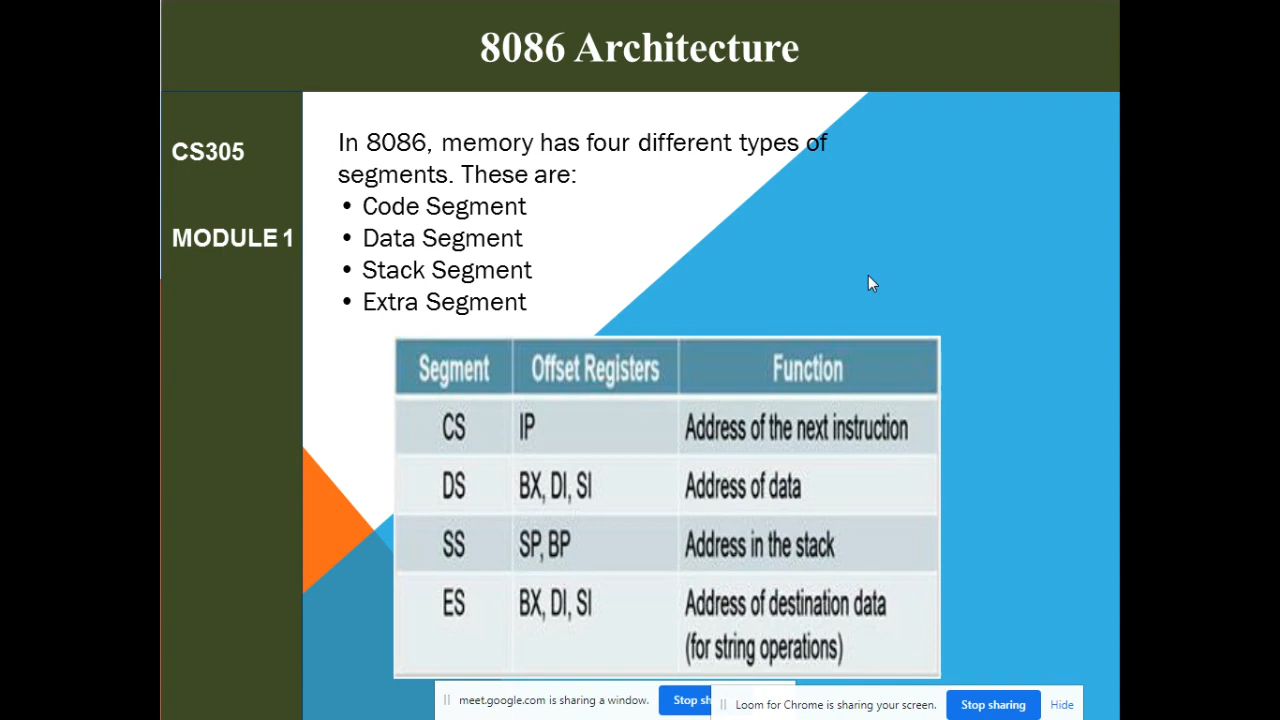 8086 Architecture
CS305
MODULE 1
In 8086, memory has four different types of
segments. These are:
• Code Segment
• Data Segment
• Stack Segment
• Extra Segment
Segment Offset Registers Function
CS IP Address of the next instruction
DS BX, DI, SI Address of data
SS SP, BP Address in the stack
ES BX, DI, SI Address of destination data
(for string operations)
meet.google.com is sharing a window. Stop sh
Loom for Chrome is sharing your screen. Stop sharing Hide